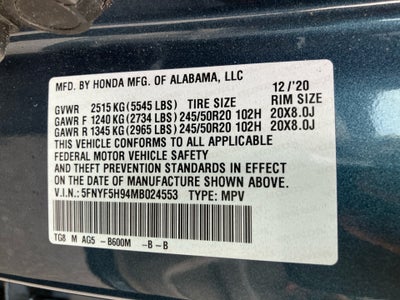 MFD. BY HONDA MFG. OF ALABAMA, LLC
12/'20
GVWR 2515 KG (5545 LBS) TIRE SIZE RIM SIZE
GAWR F 1240 KG (2734 LBS) 245/50R20 102H 20X8.0J
GAWR R 1345 KG (2965 LBS) 245/50R20 102H 20X8.0J
THIS VEHICLE CONFORMS TO ALL APPLICABLE
FEDERAL MOTOR VEHICLE SAFETY
AND THEFT PREVENTION STANDARDS IN EFFECT
ON THE DATE OF MANUFACTURE SHOWN ABOVE.
V.I.N.: 5FNYF5H94MB024553 TYPE: MPV
TG8 M AG5 -B600M -B -B